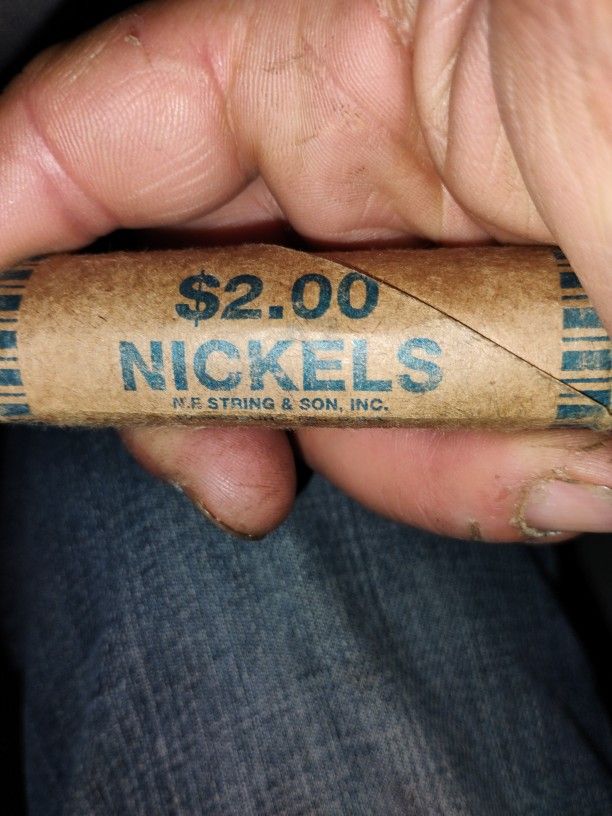 $2.00
NICKELS
N.F. STRING & SON, INC.